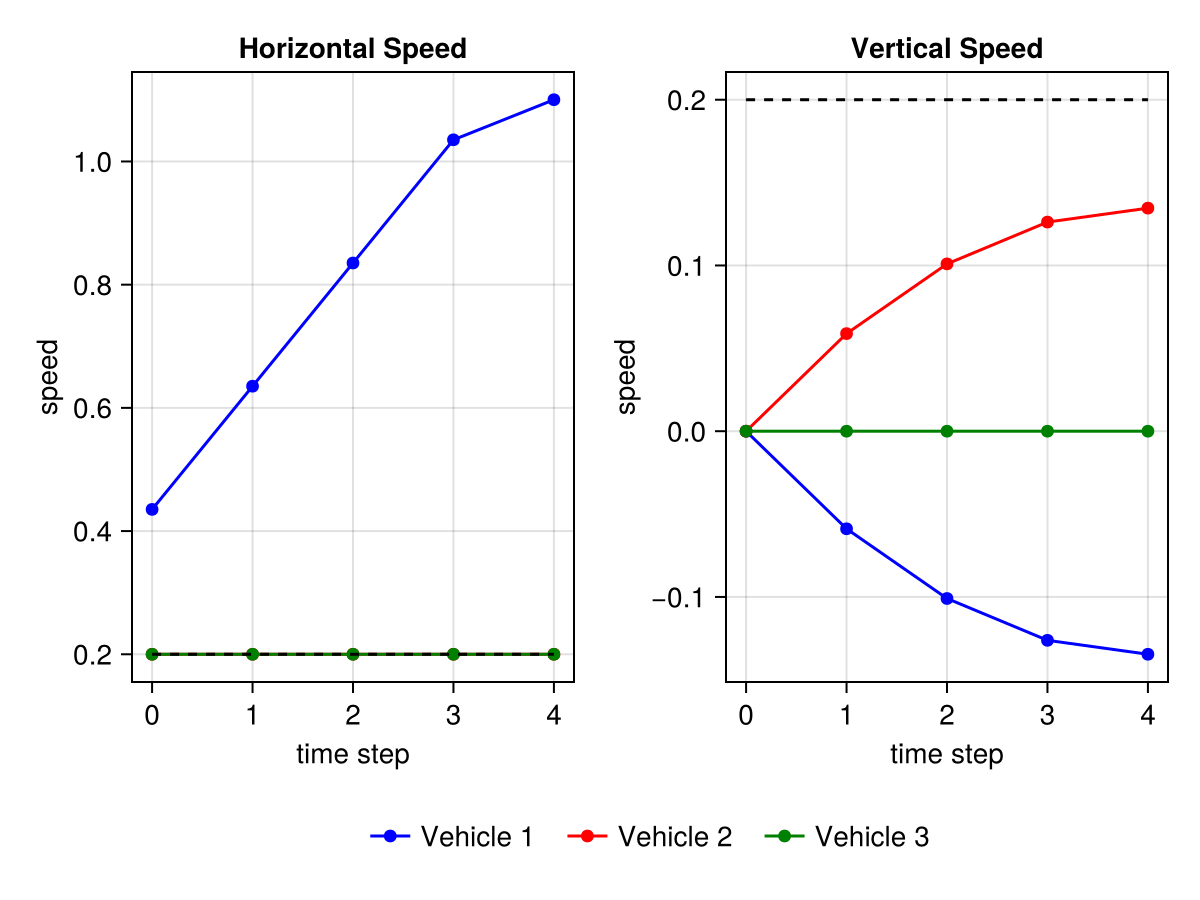 Horizontal Speed
Vertical Speed
speed
1.0
0.8
0.6
0.4
0.2
0 1 2 3 4
time step
speed
0.2
0.1
0.0
−0.1
0 1 2 3 4
time step
Vehicle 1 Vehicle 2 Vehicle 3